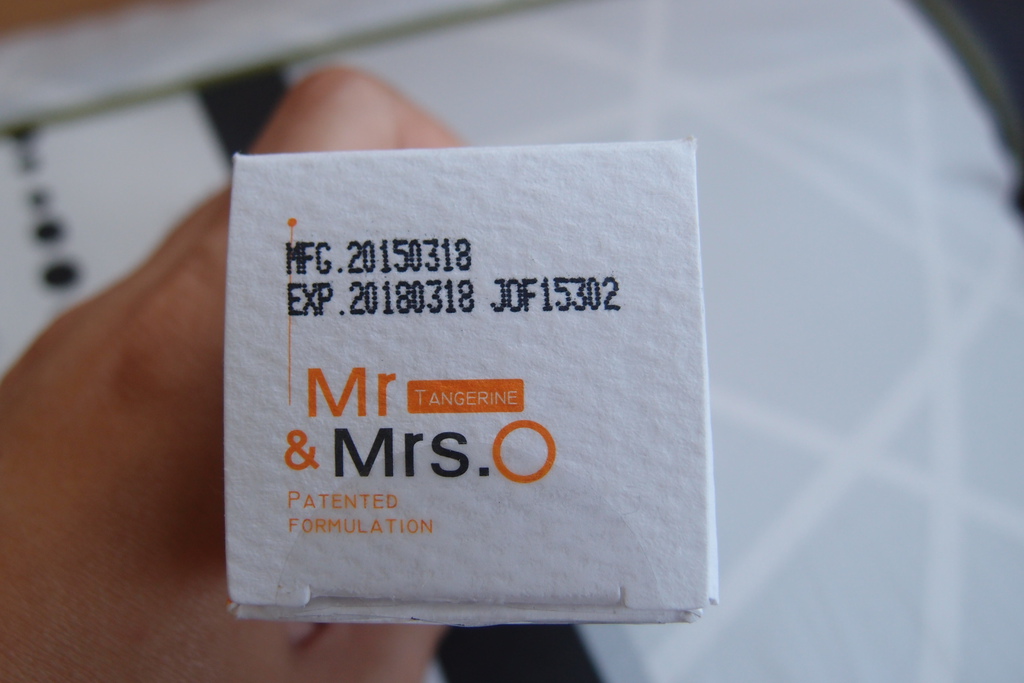 MFG.20150318
EXP.20180318 JOF15302
Mr TANGERINE
& Mrs.O
PATENTED
FORMULATION